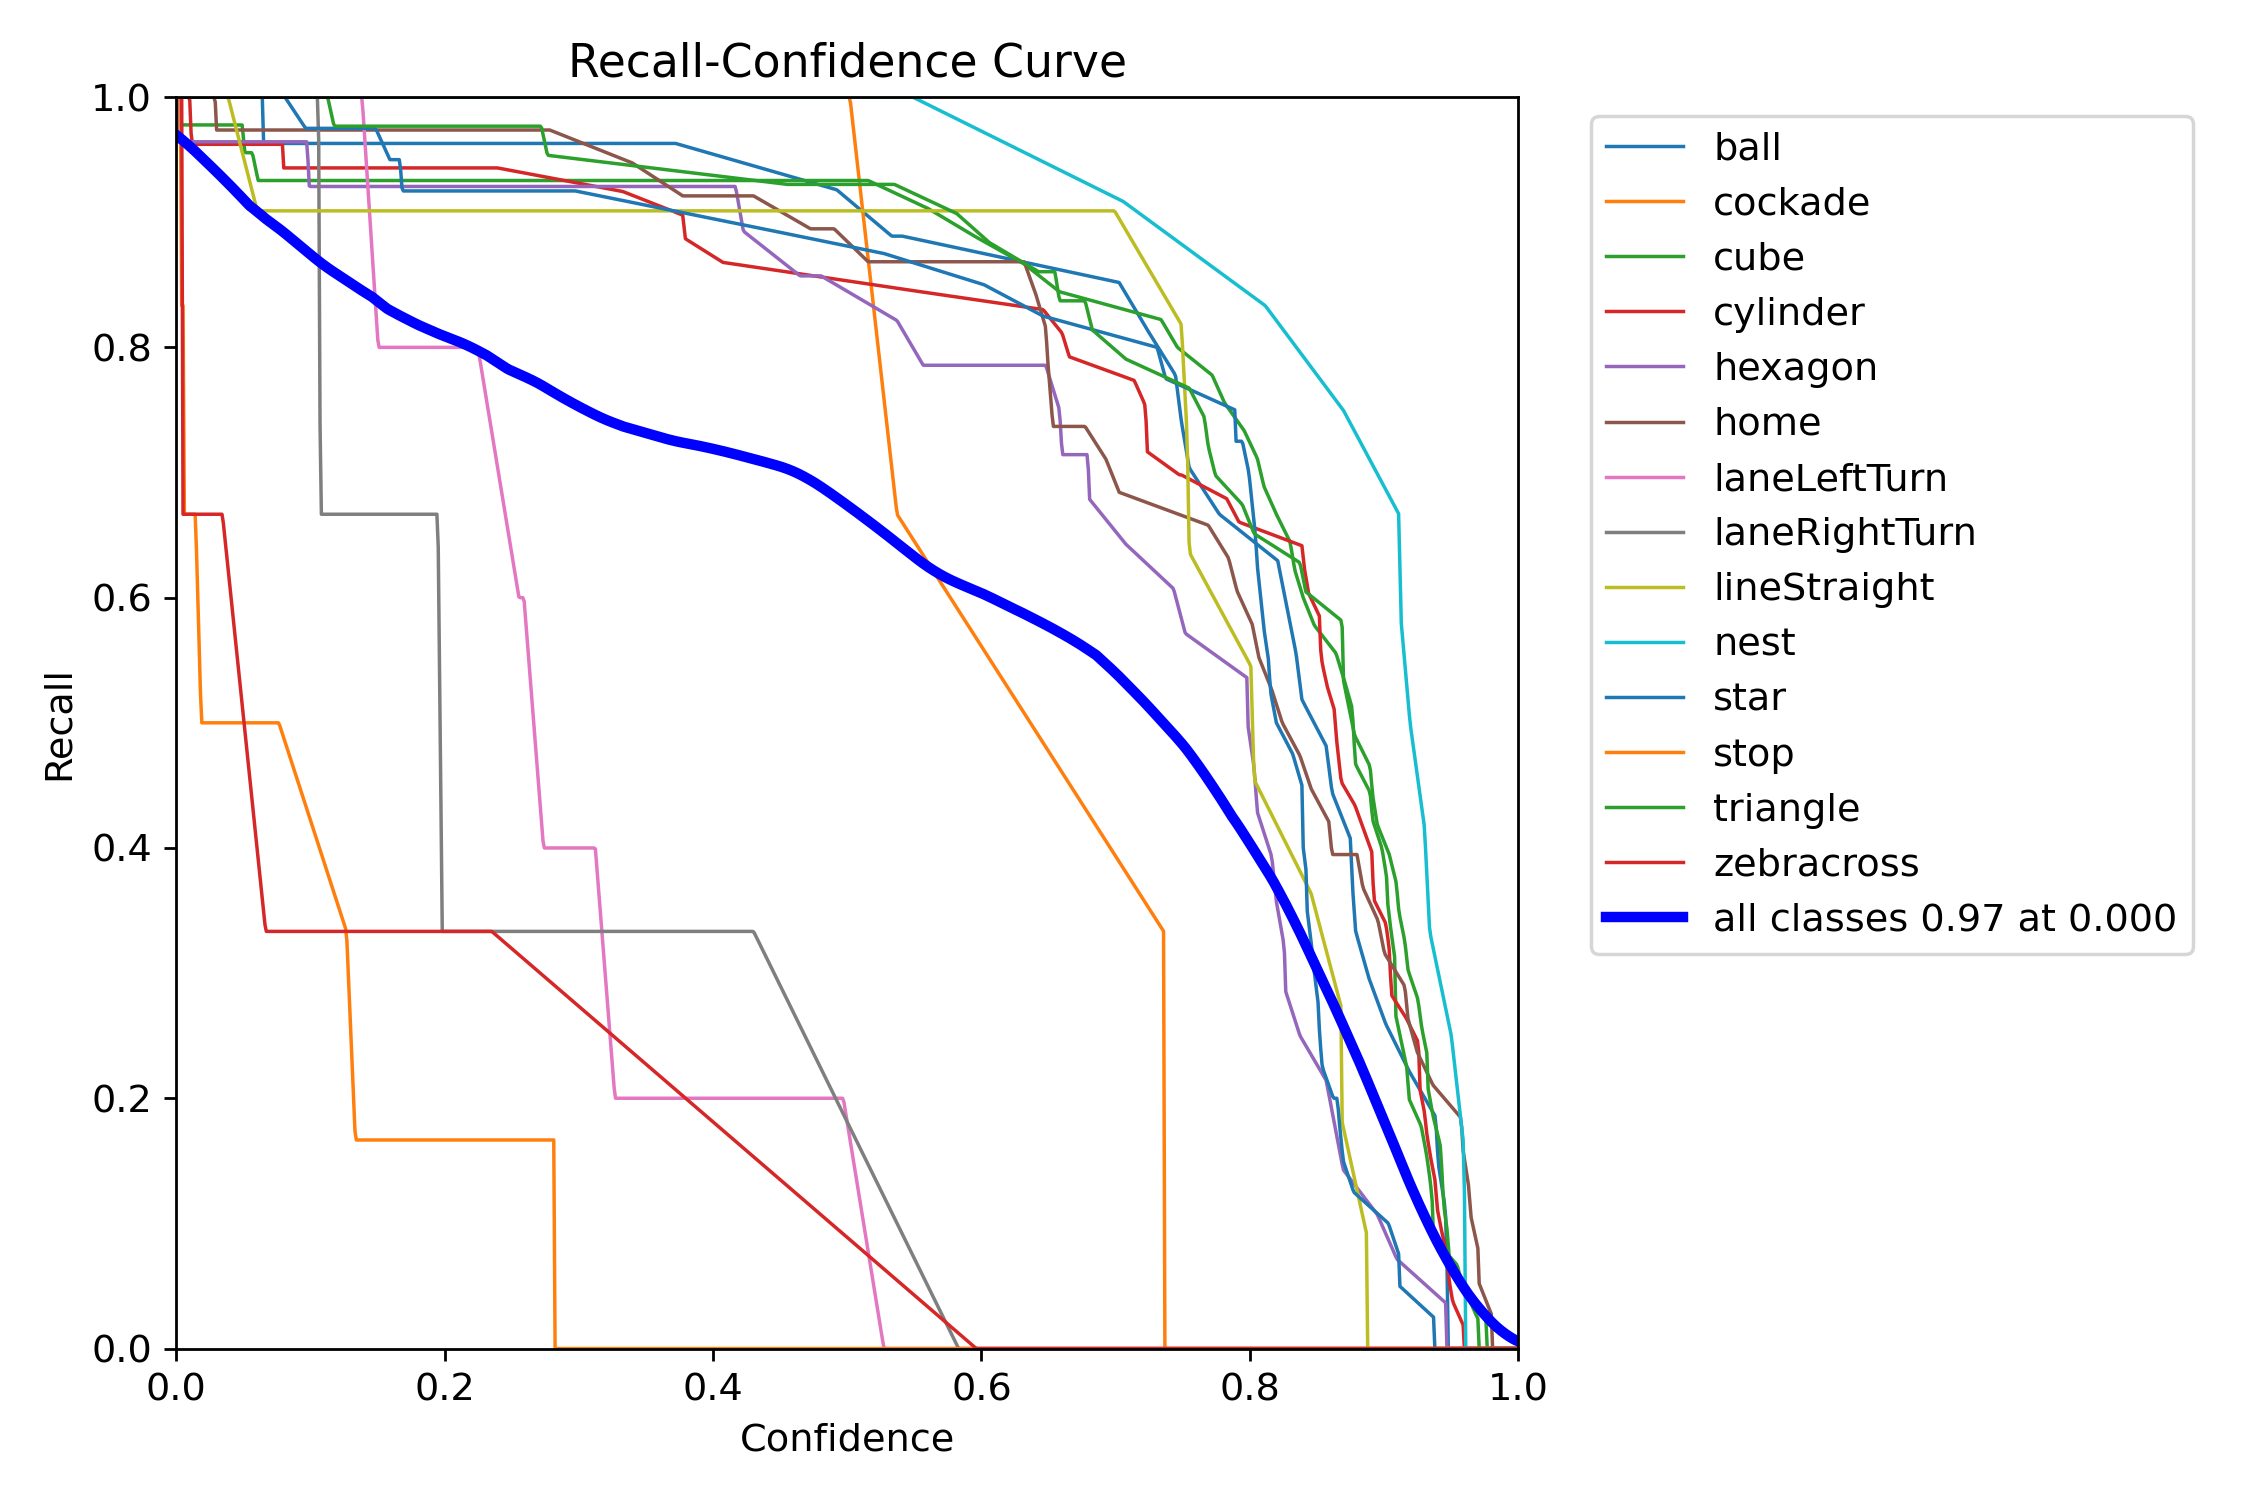 Recall-Confidence Curve
1.0
0.8
0.6
0.4
0.2
0.0
Recall
0.0 0.2 0.4 0.6 0.8 1.0
Confidence
ball
cockade
cube
cylinder
hexagon
home
laneLeftTurn
laneRightTurn
lineStraight
nest
star
stop
triangle
zebracross
all classes 0.97 at 0.000